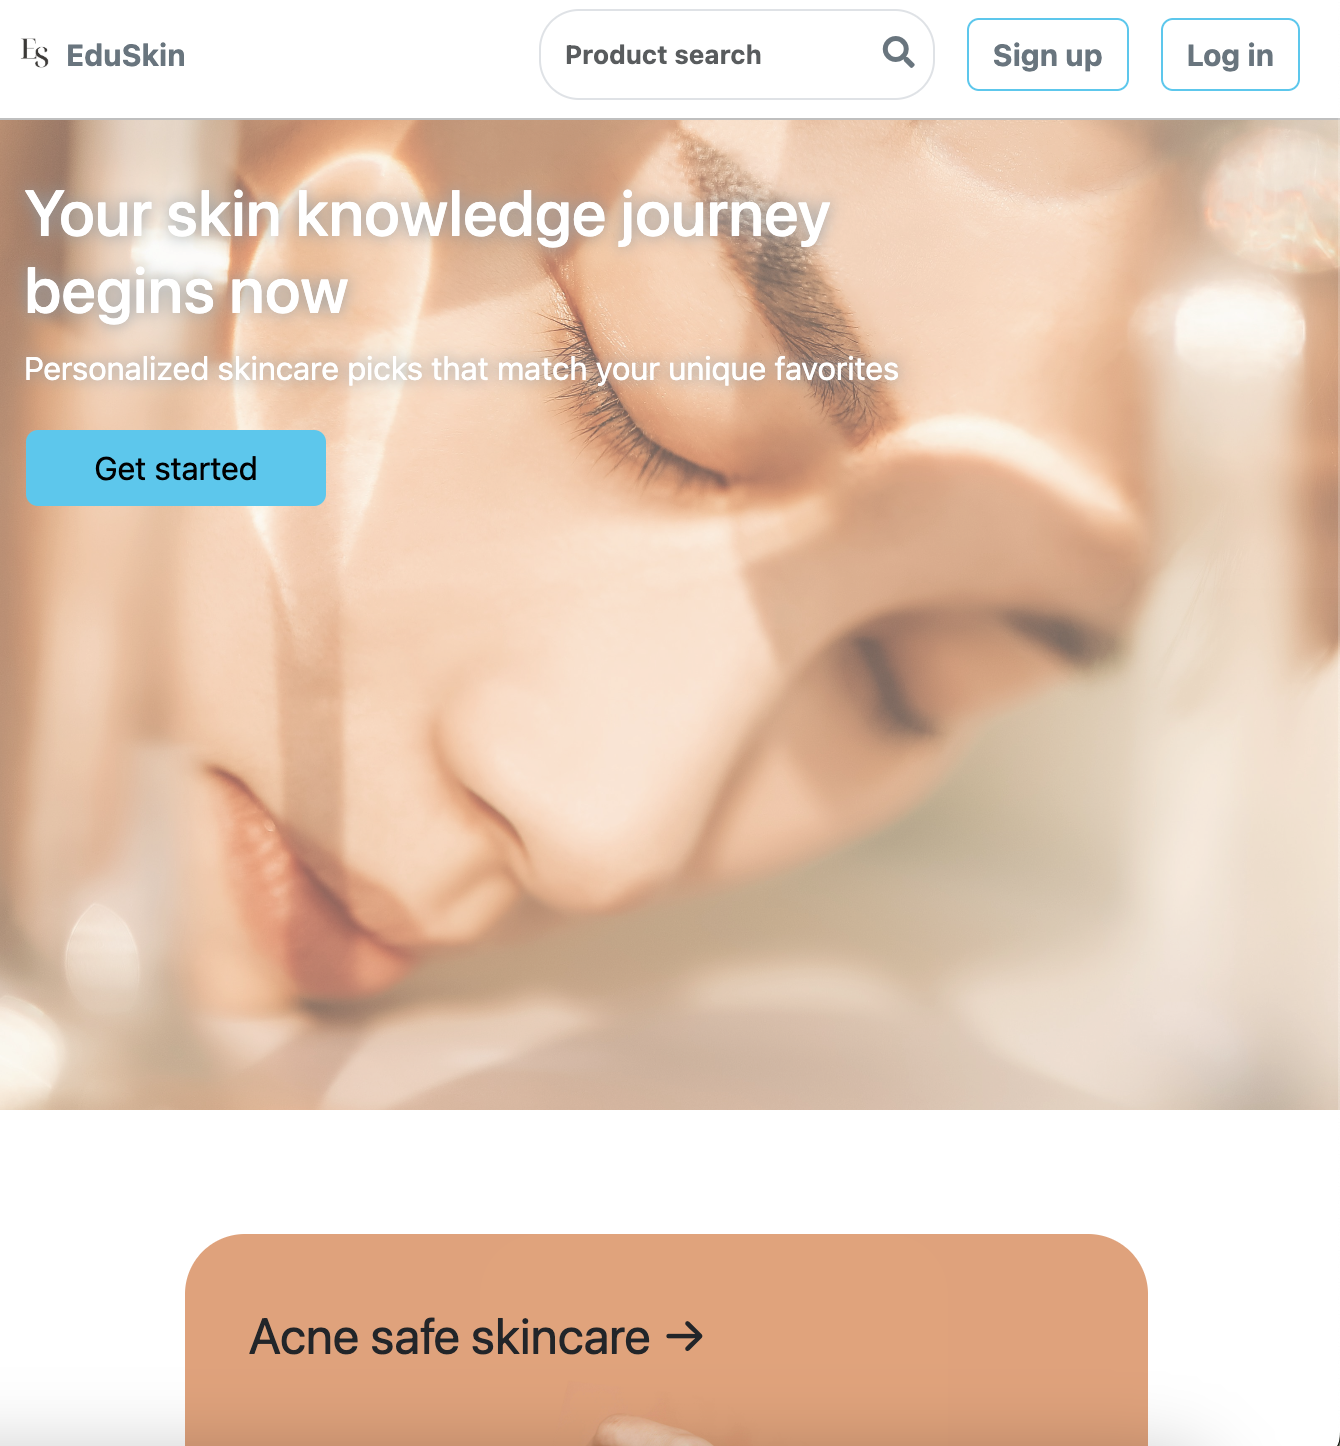 ES EduSkin
Product search
Sign up
Log in
Your skin knowledge journey
begins now
Personalized skincare picks that match your unique favorites
Get started
Acne safe skincare →